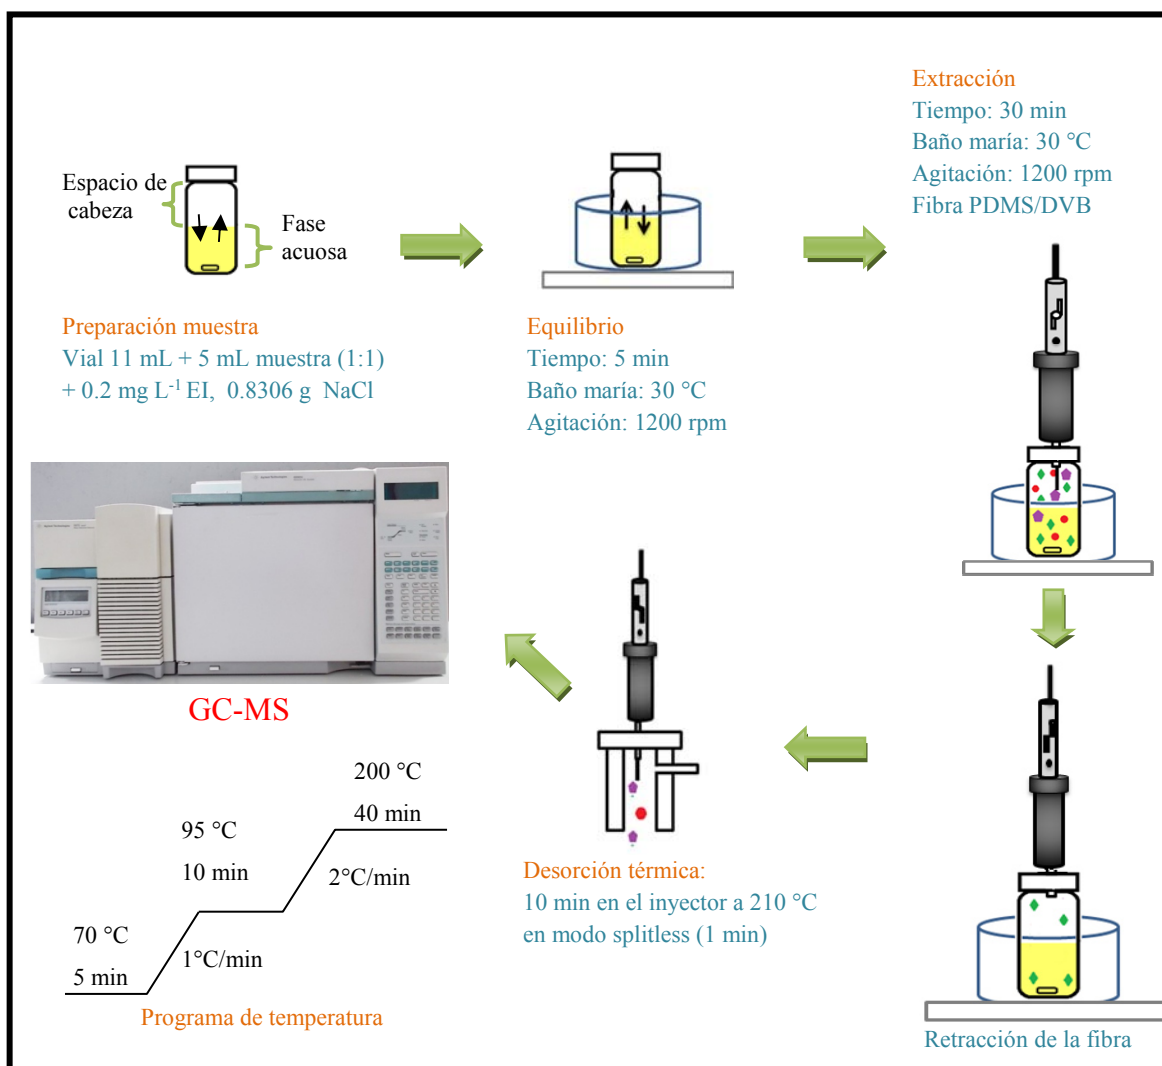 Espacio de
cabeza
Fase
acuosa
Preparación muestra
Vial 11 mL + 5 mL muestra (1:1)
+ 0.2 mg L⁻¹ EI, 0.8306 g NaCl
Equilibrio
Tiempo: 5 min
Baño maría: 30 °C
Agitación: 1200 rpm
Extracción
Tiempo: 30 min
Baño maría: 30 °C
Agitación: 1200 rpm
Fibra PDMS/DVB
Retracción de la fibra
Desorción térmica:
10 min en el inyector a 210 °C
en modo splitless (1 min)
GC-MS
70 °C
5 min
1°C/min
95 °C
10 min
2°C/min
200 °C
40 min
Programa de temperatura